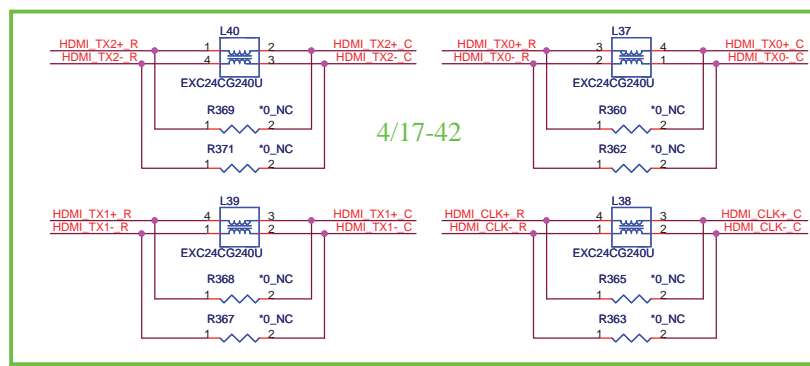 L40
HDMI_TX2+_R 1 2 HDMI_TX2+_C
HDMI_TX2-_R 4 3 HDMI_TX2-_C
EXC24CG240U
R369 *0_NC
1 2
R371 *0_NC
1 2
L37
HDMI_TX0+_R 3 4 HDMI_TX0+_C
HDMI_TX0-_R 2 1 HDMI_TX0-_C
EXC24CG240U
R360 *0_NC
1 2
R362 *0_NC
1 2
4/17-42
L39
HDMI_TX1+_R 4 3 HDMI_TX1+_C
HDMI_TX1-_R 1 2 HDMI_TX1-_C
EXC24CG240U
R368 *0_NC
1 2
R367 *0_NC
1 2
L38
HDMI_CLK+_R 4 3 HDMI_CLK+_C
HDMI_CLK-_R 1 2 HDMI_CLK-_C
EXC24CG240U
R365 *0_NC
1 2
R363 *0_NC
1 2